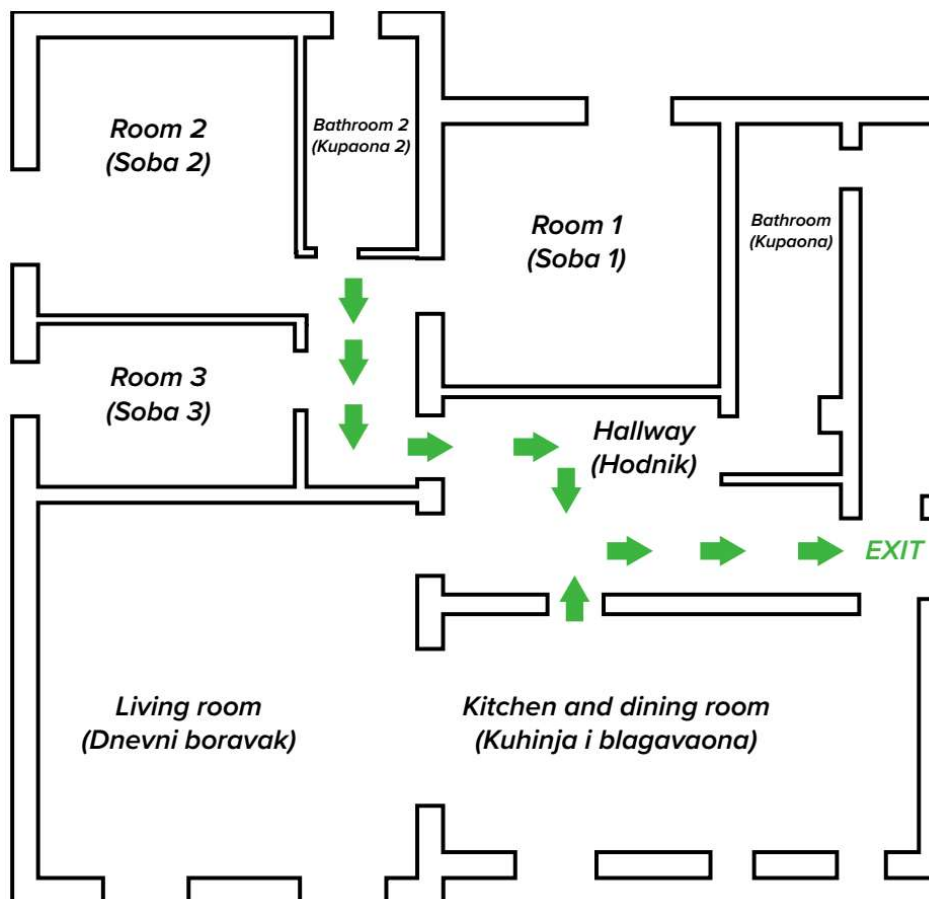 Room 2
(Soba 2)
Bathroom 2
(Kupaona 2)
Room 1
(Soba 1)
Bathroom
(Kupaona)
Room 3
(Soba 3)
Hallway
(Hodnik)
EXIT
Living room
(Dnevni boravak)
Kitchen and dining room
(Kuhinja i blagavaona)